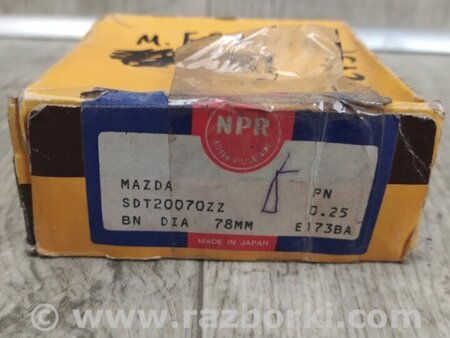 M.
NPR
MAZDA PN
SDT20070ZZ 0.25
BN DIA 78MM E173BA
MADE IN JAPAN
www.razborki.com